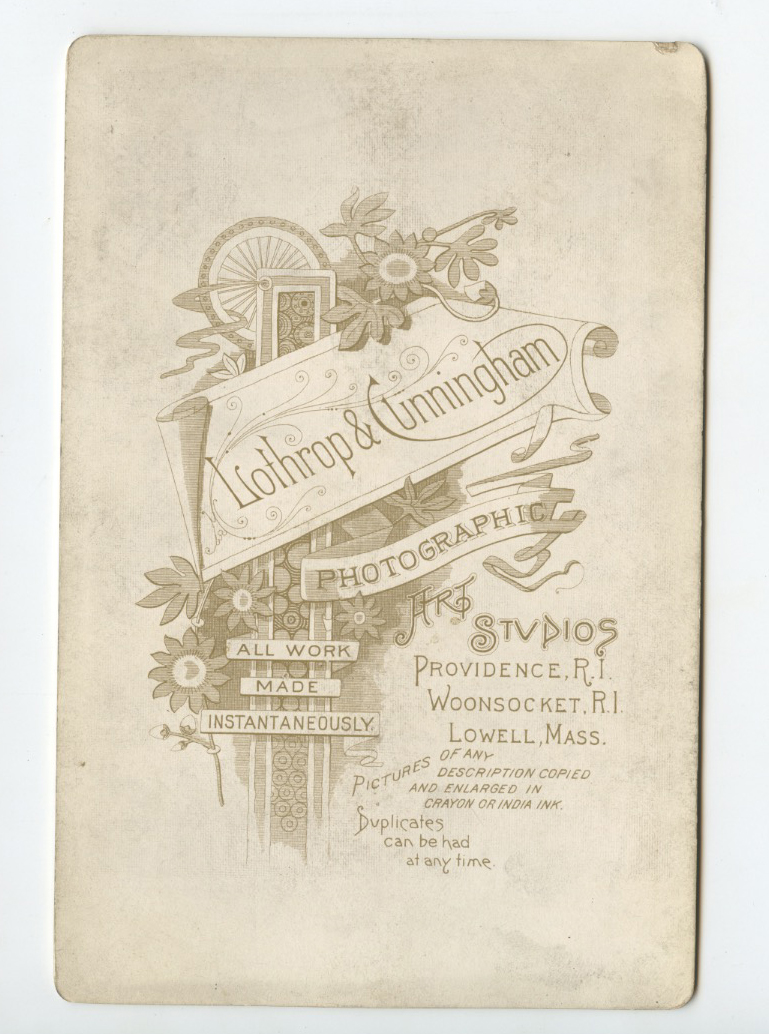 Lothrop & Cunningham
PHOTOGRAPHIC
ART
STUDIOS
PROVIDENCE, R.I.
WOONSOCKET, R.I.
LOWELL, MASS.
ALL WORK
MADE
INSTANTANEOUSLY.
PICTURES OF ANY
DESCRIPTION COPIED
AND ENLARGED IN
CRAYON OR INDIA INK.
Duplicates
can be had
at any time.